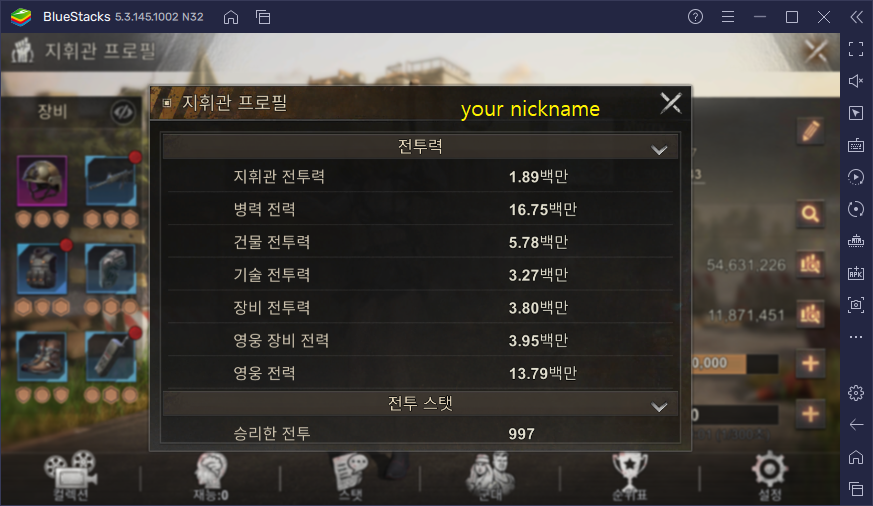 BlueStacks 5.3.145.1002 N32
지휘관 프로필
장비
지휘관 프로필
your nickname
전투력
지휘관 전투력 1.89백만
병력 전력 16.75백만
건물 전투력 5.78백만
기술 전투력 3.27백만
장비 전투력 3.80백만
영웅 장비 전력 3.95백만
영웅 전력 13.79백만
전투 스탯
승리한 전투 997
54,631,226
11,871,451
컬렉션
재능:0
스탯
군대
순위표
설정